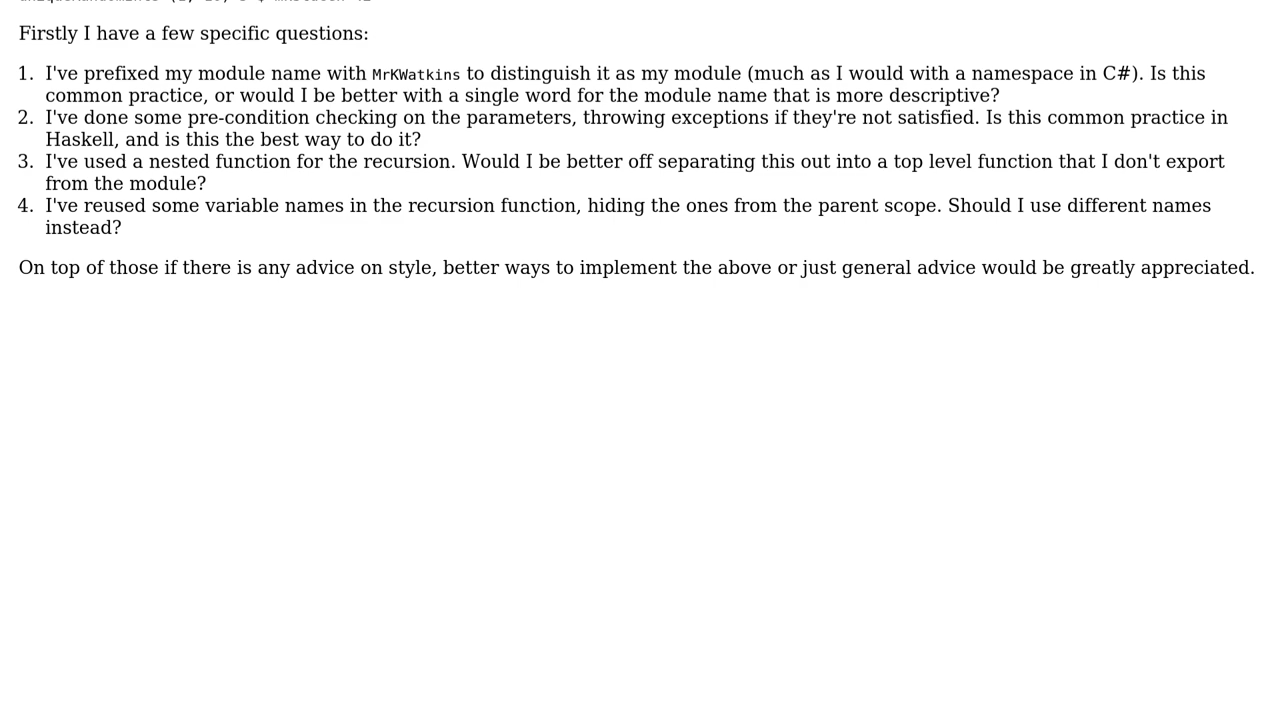 Firstly I have a few specific questions:
1. I've prefixed my module name with MrKWatkins to distinguish it as my module (much as I would with a namespace in C#). Is this
common practice, or would I be better with a single word for the module name that is more descriptive?
2. I've done some pre-condition checking on the parameters, throwing exceptions if they're not satisfied. Is this common practice in
Haskell, and is this the best way to do it?
3. I've used a nested function for the recursion. Would I be better off separating this out into a top level function that I don't export
from the module?
4. I've reused some variable names in the recursion function, hiding the ones from the parent scope. Should I use different names
instead?
On top of those if there is any advice on style, better ways to implement the above or just general advice would be greatly appreciated.